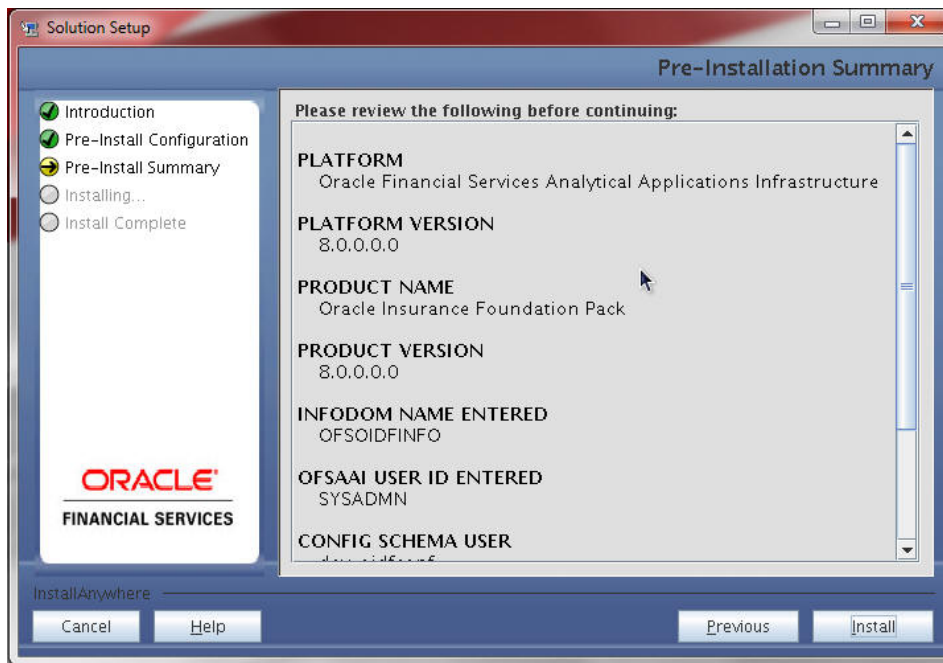 Solution Setup
Pre-Installation Summary
Introduction
Pre-Install Configuration
Pre-Install Summary
Installing...
Install Complete
ORACLE
FINANCIAL SERVICES
Please review the following before continuing:
PLATFORM
Oracle Financial Services Analytical Applications Infrastructure
PLATFORM VERSION
8.0.0.0.0
PRODUCT NAME
Oracle Insurance Foundation Pack
PRODUCT VERSION
8.0.0.0.0
INFODOM NAME ENTERED
OFSOIDFINFO
OFSAAI USER ID ENTERED
SYSADMN
CONFIG SCHEMA USER
InstallAnywhere
Cancel
Help
Previous
Install